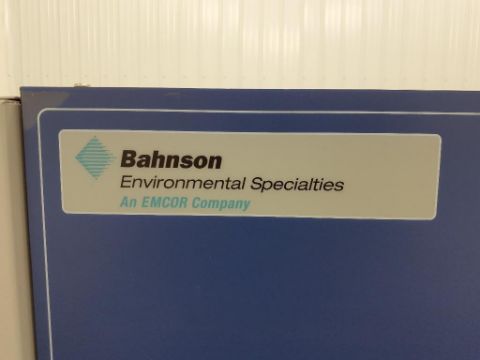 Bahnson
Environmental Specialties
An EMCOR Company